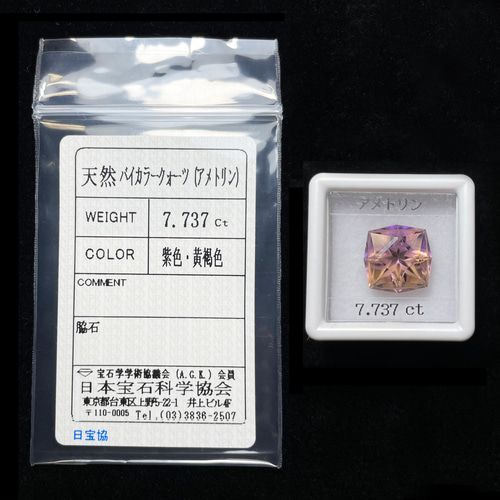 天然バイカラークォーツ(アメトリン)
WEIGHT 7.737 Ct
COLOR 紫色・黄褐色
COMMENT
脇石
宝石学学術協議会(A.G.K.)会員
日本宝石科学協会
東京都台東区上野5-22-1 井上ビル4F
〒110-0005 Tel.(03)3836-2507
日宝協
アメトリン
7.737 ct